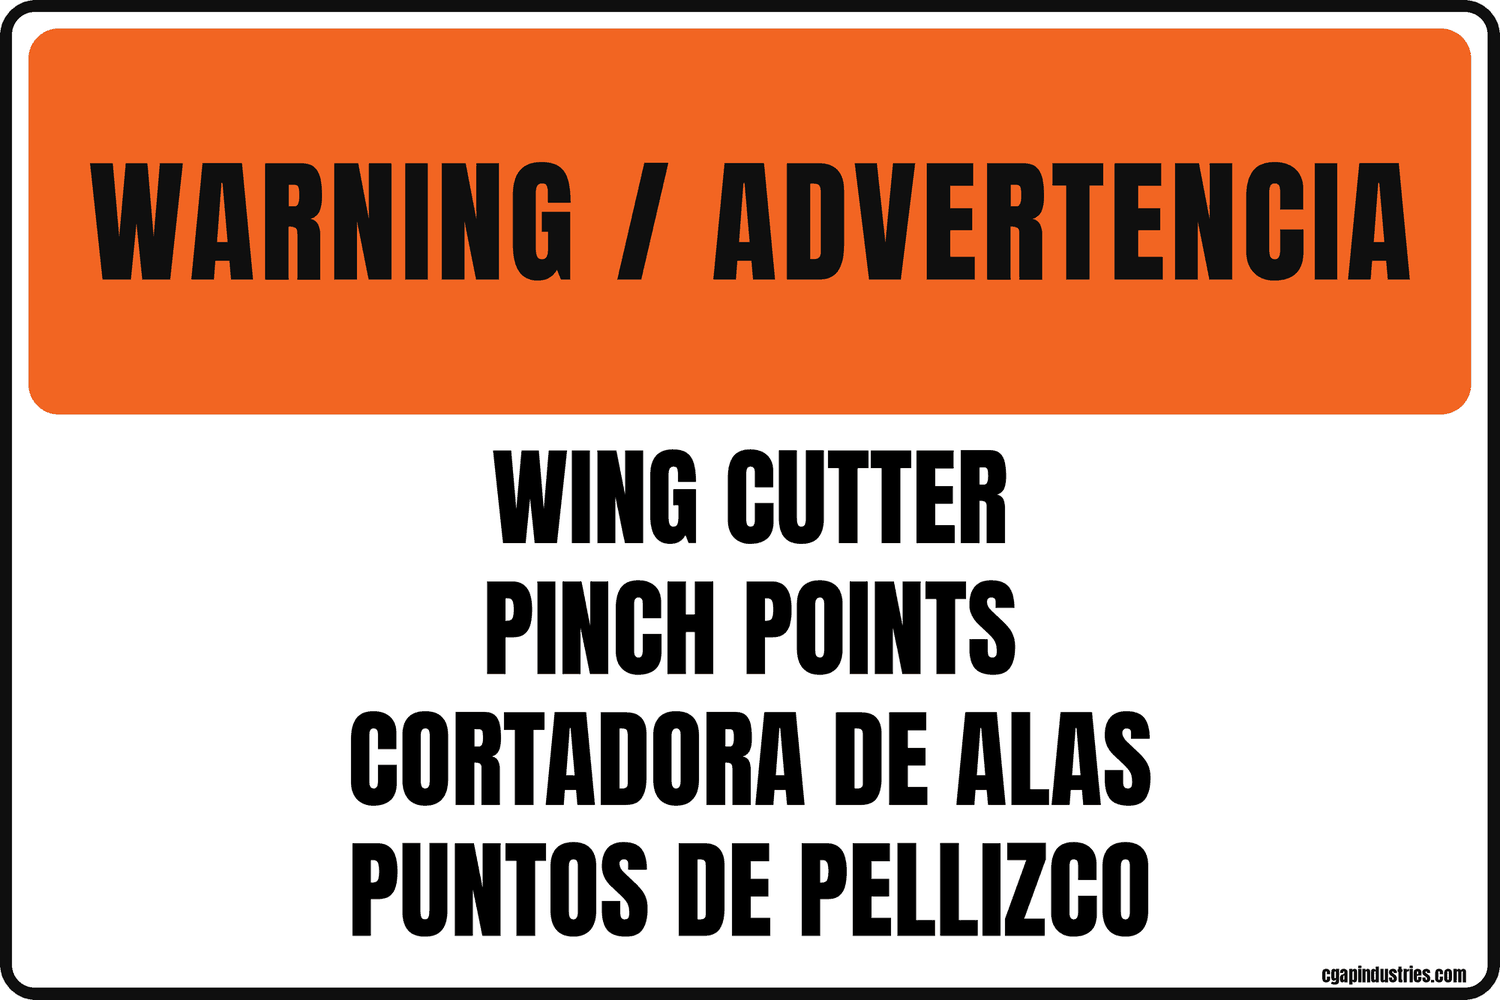 WARNING / ADVERTENCIA
WING CUTTER
PINCH POINTS
CORTADORA DE ALAS
PUNTOS DE PELLIZCO
cgapindustries.com